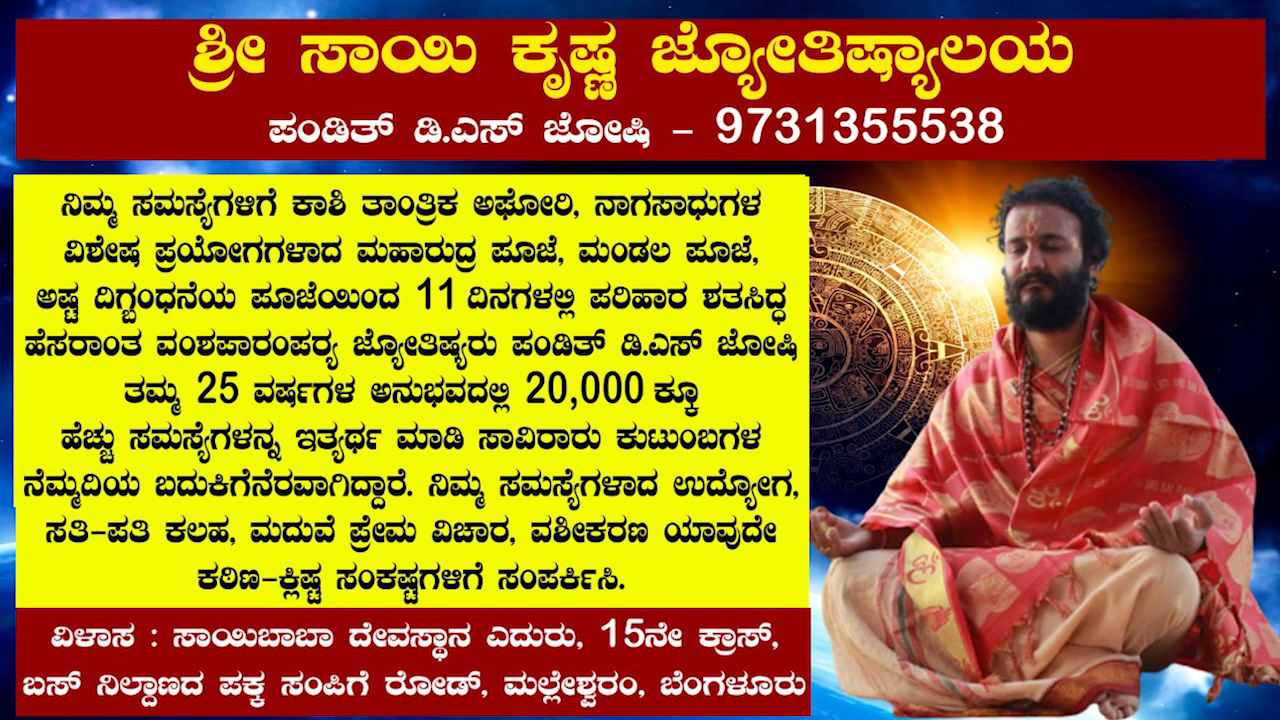 ಶ್ರೀ ಸಾಯಿ ಕೃಷ್ಣ ಜ್ಯೋತಿಷ್ಯಾಲಯ
ಪಂಡಿತ್ ಡಿ.ಎಸ್ ಜೋಷಿ – 9731355538
ನಿಮ್ಮ ಸಮಸ್ಯೆಗಳಿಗೆ ಕಾಶಿ ತಾಂತ್ರಿಕ ಅಘೋರಿ, ನಾಗಸಾಧುಗಳ
ವಿಶೇಷ ಪ್ರಯೋಗಗಳಾದ ಮಹಾರುದ್ರ ಪೂಜೆ, ಮಂಡಲ ಪೂಜೆ,
ಅಷ್ಟ ದಿಗ್ಬಂಧನೆಯ ಪೂಜೆಯಿಂದ 11 ದಿನಗಳಲ್ಲಿ ಪರಿಹಾರ ಶತಸಿದ್ಧ
ಹೆಸರಾಂತ ವಂಶಪಾರಂಪರ‍್ಯ ಜ್ಯೋತಿಷ್ಯರು ಪಂಡಿತ್ ಡಿ.ಎಸ್ ಜೋಷಿ
ತಮ್ಮ 25 ವರ್ಷಗಳ ಅನುಭವದಲ್ಲಿ 20,000 ಕ್ಕೂ
ಹೆಚ್ಚು ಸಮಸ್ಯೆಗಳನ್ನ ಇತ್ಯರ್ಥ ಮಾಡಿ ಸಾವಿರಾರು ಕುಟುಂಬಗಳ
ನೆಮ್ಮದಿಯ ಬದುಕಿಗೆನೆರವಾಗಿದ್ದಾರೆ. ನಿಮ್ಮ ಸಮಸ್ಯೆಗಳಾದ ಉದ್ಯೋಗ,
ಸತಿ-ಪತಿ ಕಲಹ, ಮದುವೆ ಪ್ರೇಮ ವಿಚಾರ, ವಶೀಕರಣ ಯಾವುದೇ
ಕಠಿಣ-ಕ್ಲಿಷ್ಟ ಸಂಕಷ್ಟಗಳಿಗೆ ಸಂಪರ್ಕಿಸಿ.
ವಿಳಾಸ : ಸಾಯಿಬಾಬಾ ದೇವಸ್ಥಾನ ಎದುರು, 15ನೇ ಕ್ರಾಸ್,
ಬಸ್ ನಿಲ್ದಾಣದ ಪಕ್ಕ ಸಂಪಿಗೆ ರೋಡ್, ಮಲ್ಲೇಶ್ವರಂ, ಬೆಂಗಳೂರು